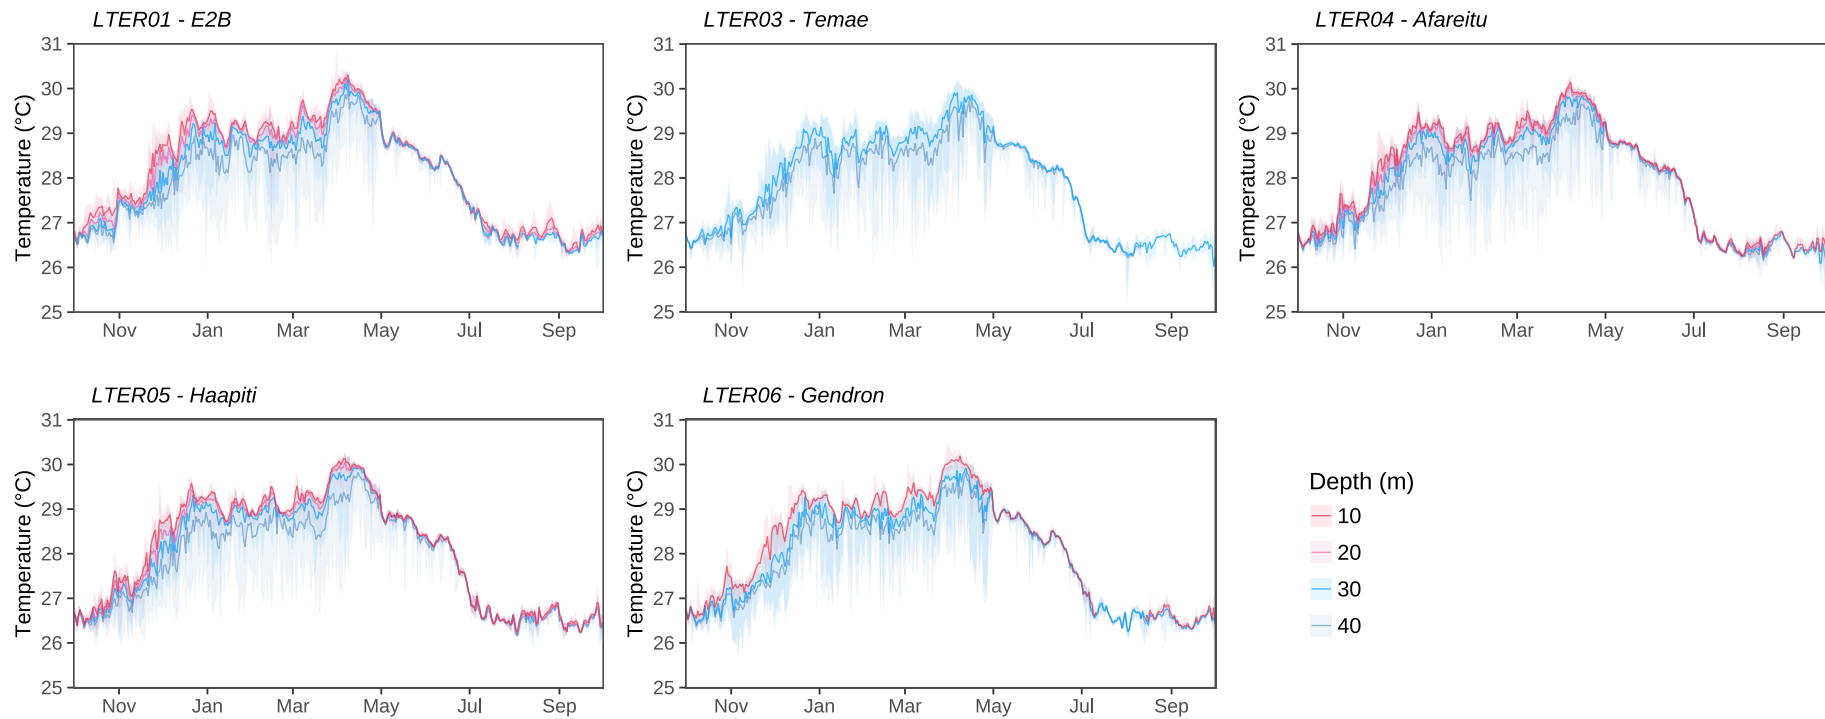 LTER01 - E2B
LTER03 - Temae
LTER04 - Afareitu
Temperature (°C)
31
30
29
28
27
26
25
Nov Jan Mar May Jul Sep
Temperature (°C)
31
30
29
28
27
26
25
Nov Jan Mar May Jul Sep
Temperature (°C)
31
30
29
28
27
26
25
Nov Jan Mar May Jul Sep
LTER05 - Haapiti
LTER06 - Gendron
Temperature (°C)
31
30
29
28
27
26
25
Nov Jan Mar May Jul Sep
Temperature (°C)
31
30
29
28
27
26
25
Nov Jan Mar May Jul Sep
Depth (m)
10
20
30
40